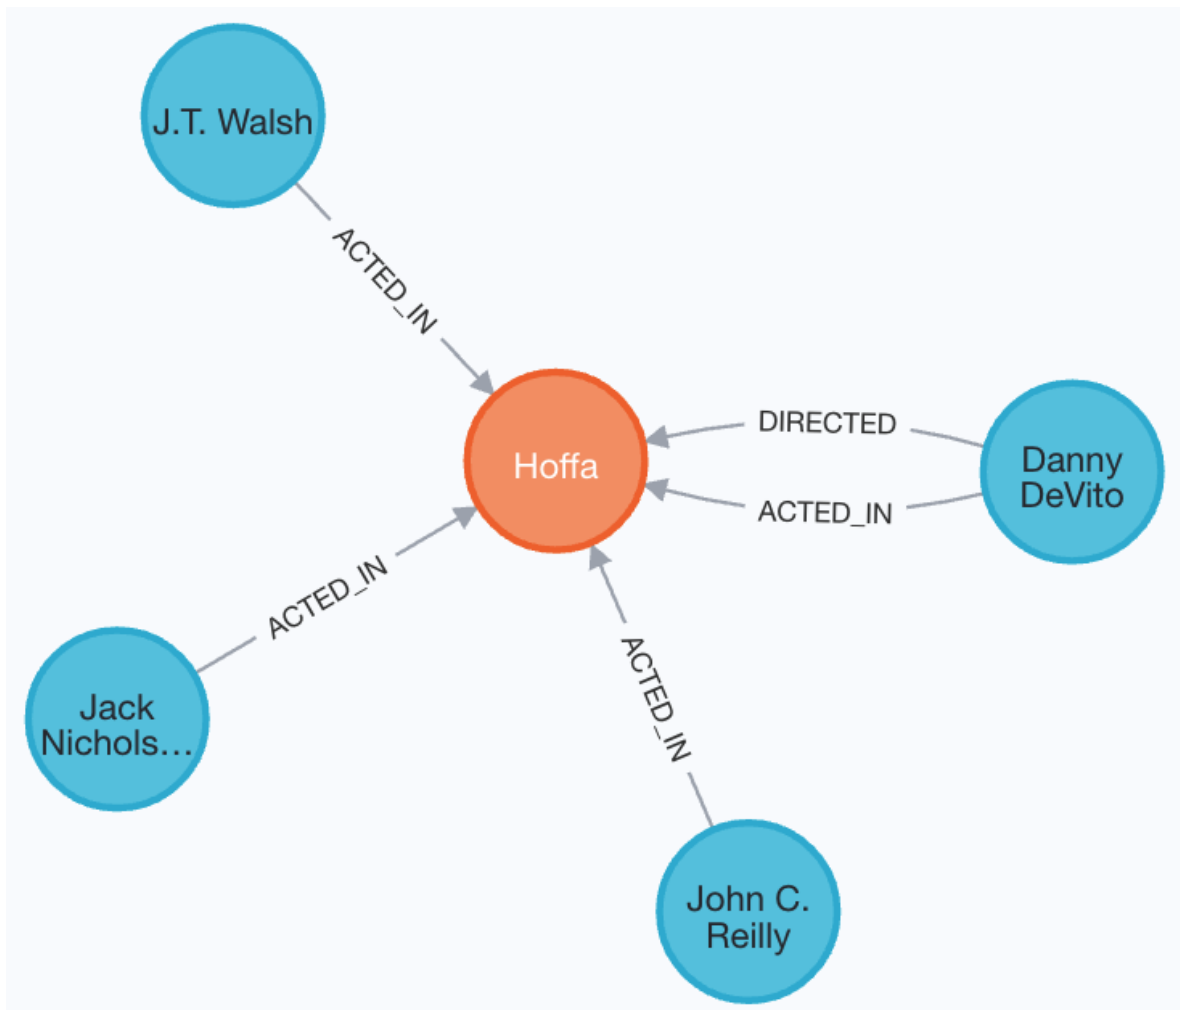 J.T. Walsh
ACTED_IN
DIRECTED
Hoffa
Danny
DeVito
ACTED_IN
ACTED_IN
ACTED_IN
Jack
Nichols...
John C.
Reilly